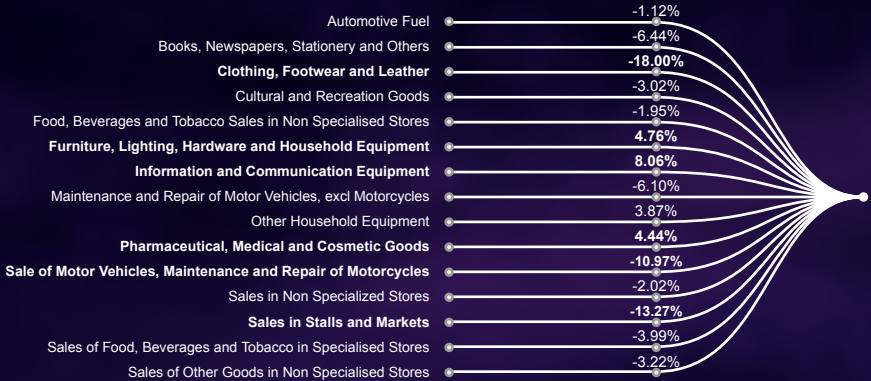 Automotive Fuel -1.12%
Books, Newspapers, Stationery and Others -6.44%
Clothing, Footwear and Leather -18.00%
Cultural and Recreation Goods -3.02%
Food, Beverages and Tobacco Sales in Non Specialised Stores -1.95%
Furniture, Lighting, Hardware and Household Equipment 4.76%
Information and Communication Equipment 8.06%
Maintenance and Repair of Motor Vehicles, excl Motorcycles -6.10%
Other Household Equipment 3.87%
Pharmaceutical, Medical and Cosmetic Goods 4.44%
Sale of Motor Vehicles, Maintenance and Repair of Motorcycles -10.97%
Sales in Non Specialized Stores -2.02%
Sales in Stalls and Markets -13.27%
Sales of Food, Beverages and Tobacco in Specialised Stores -3.99%
Sales of Other Goods in Non Specialised Stores -3.22%